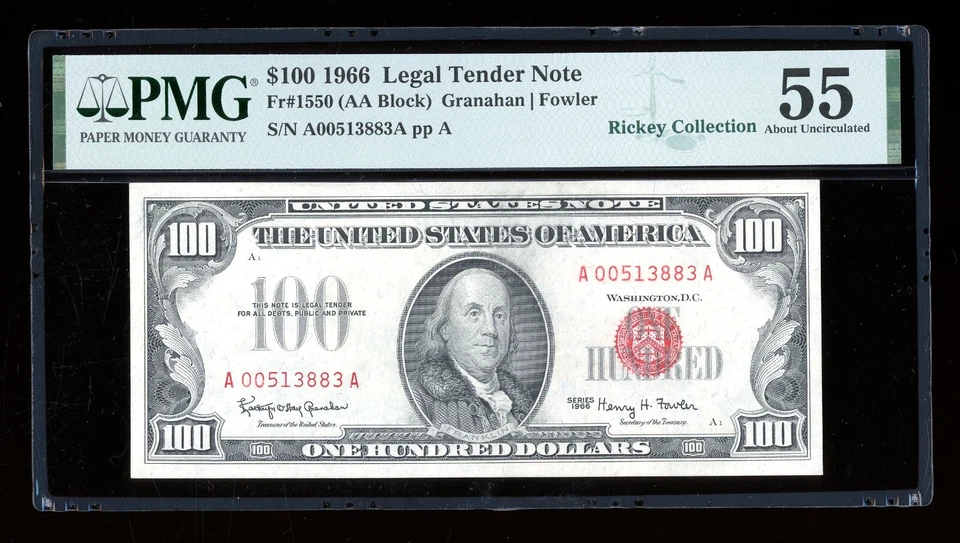 PMG®
PAPER MONEY GUARANTY
$100 1966 Legal Tender Note
Fr#1550 (AA Block) Granahan | Fowler
S/N A00513883A pp A
Rickey Collection
55
About Uncirculated
UNITED STATES NOTE
100
100
THE UNITED STATES OF AMERICA
A1
A 00513883 A
WASHINGTON, D.C.
100
THIS NOTE IS LEGAL TENDER
FOR ALL DEBTS, PUBLIC AND PRIVATE
ONE
HUNDRED
A 00513883 A
Kathryn O'Hay Granahan
Treasurer of the United States.
SERIES
1966
Henry H. Fowler
Secretary of the Treasury.
A1
FRANKLIN
100
100
100
100
ONE HUNDRED DOLLARS